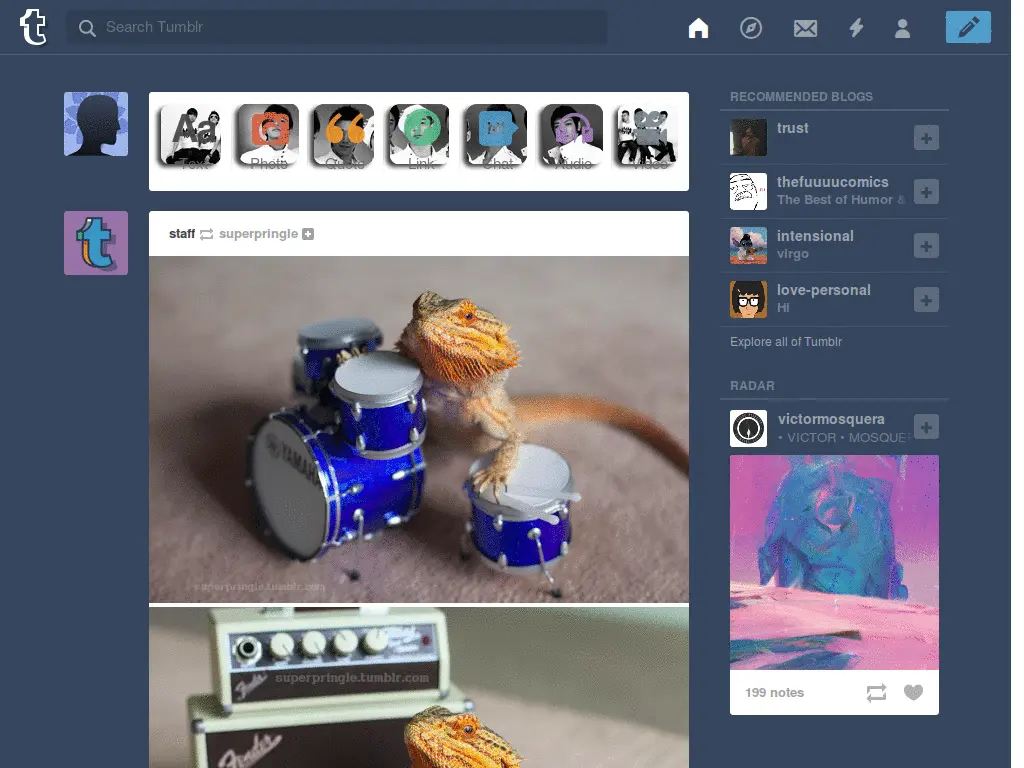 t
Search Tumblr
Aa
Text
Photo
Quote
Link
Chat
Audio
Video
staff superpringle
YAMAHA
superpringle.tumblr.com
superpringle.tumblr.com
Fender
Fender
RECOMMENDED BLOGS
trust
thefuuuucomics
The Best of Humor &
intensional
virgo
love-personal
HI
Explore all of Tumblr
RADAR
victormosquera
• VICTOR • MOSQUE
199 notes